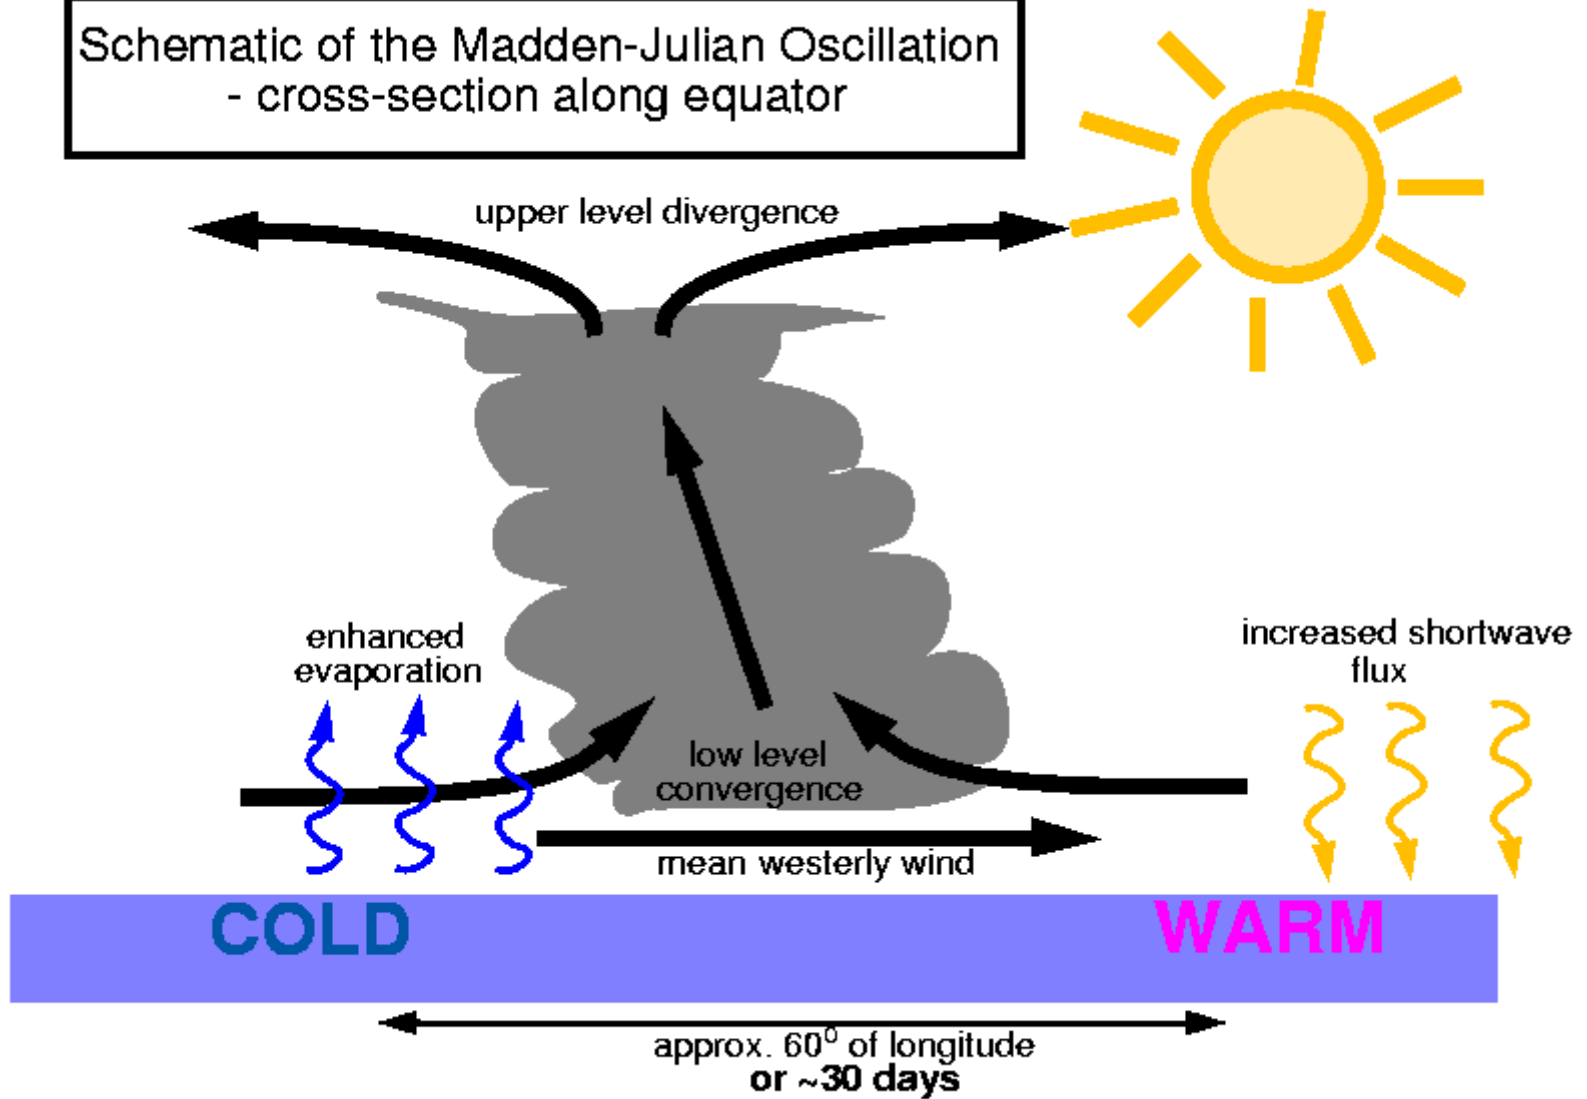 Schematic of the Madden-Julian Oscillation
- cross-section along equator
upper level divergence
enhanced
evaporation
increased shortwave
flux
low level
convergence
mean westerly wind
COLD
WARM
approx. 60⁰ of longitude
or ~30 days